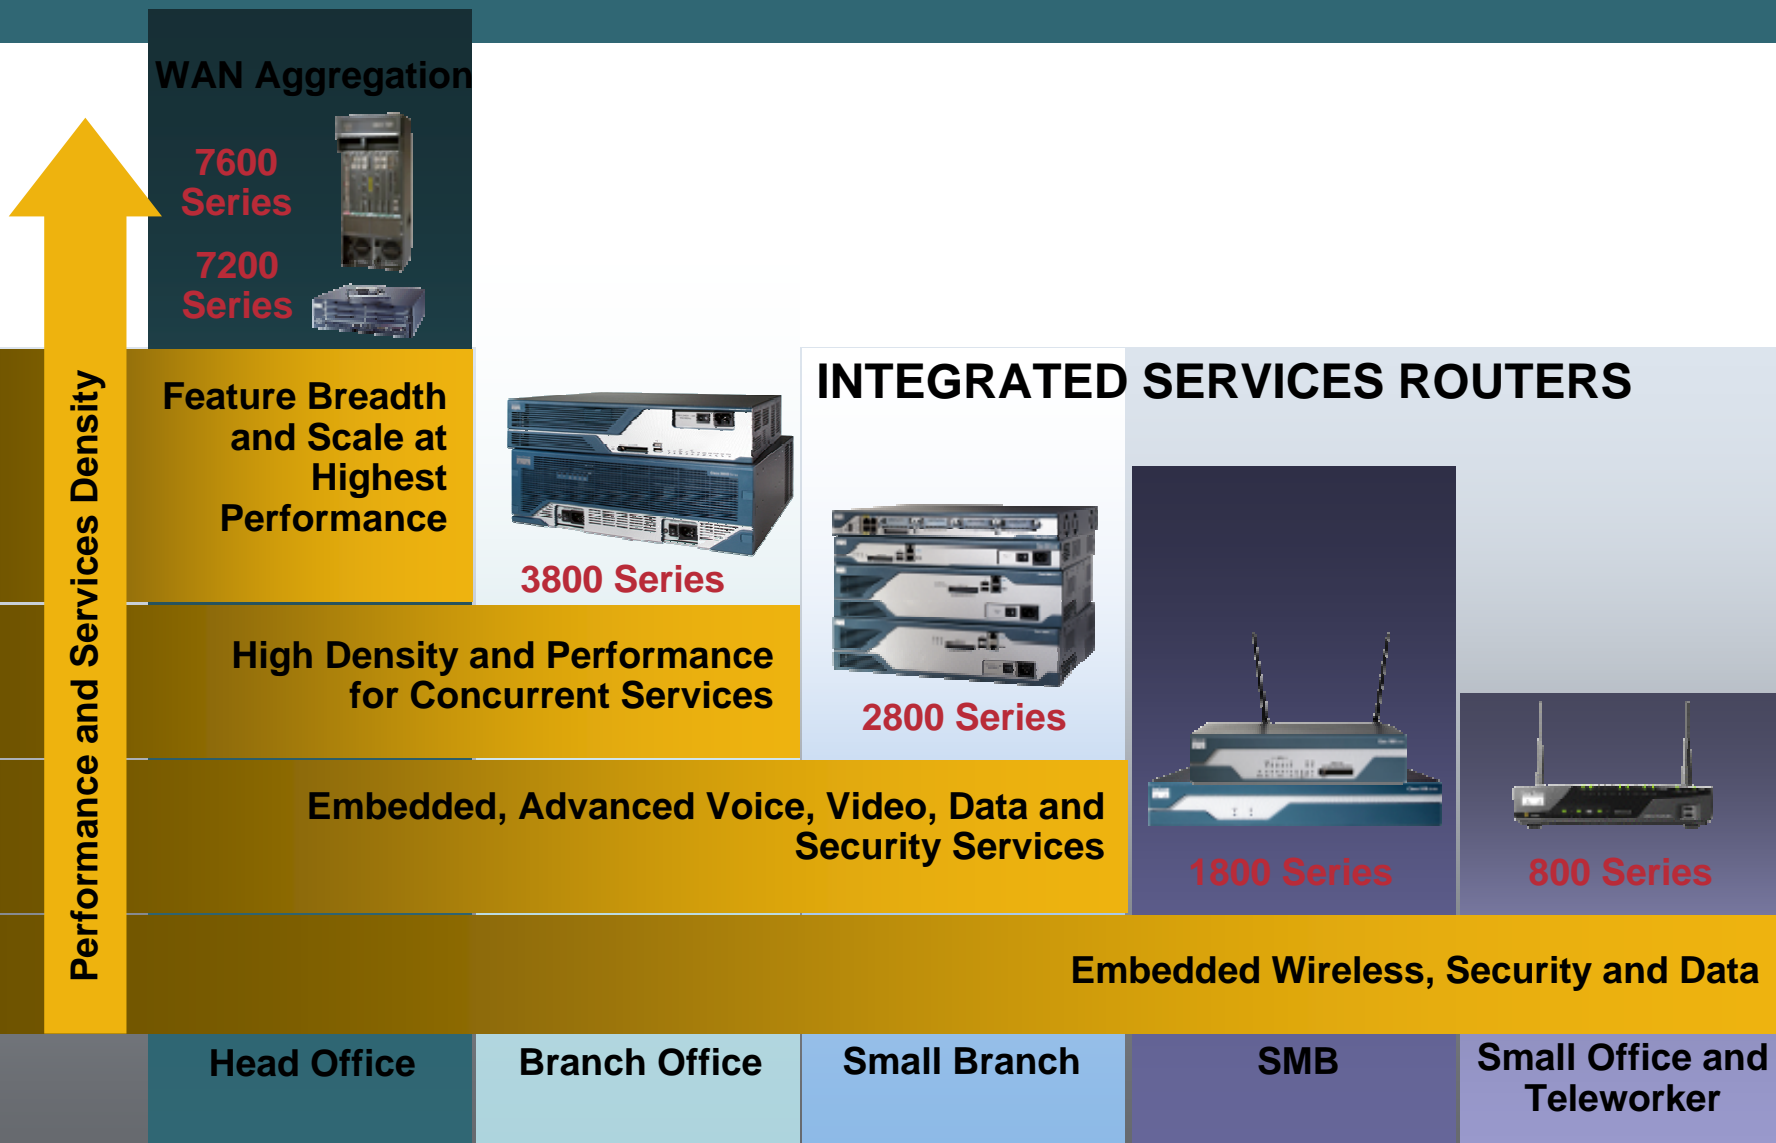 WAN Aggregation
7600
Series
7200
Series
Performance and Services Density
Feature Breadth
and Scale at
Highest
Performance
INTEGRATED SERVICES ROUTERS
3800 Series
High Density and Performance
for Concurrent Services
2800 Series
Embedded, Advanced Voice, Video, Data and
Security Services
1800 Series
800 Series
Embedded Wireless, Security and Data
Head Office
Branch Office
Small Branch
SMB
Small Office and
Teleworker